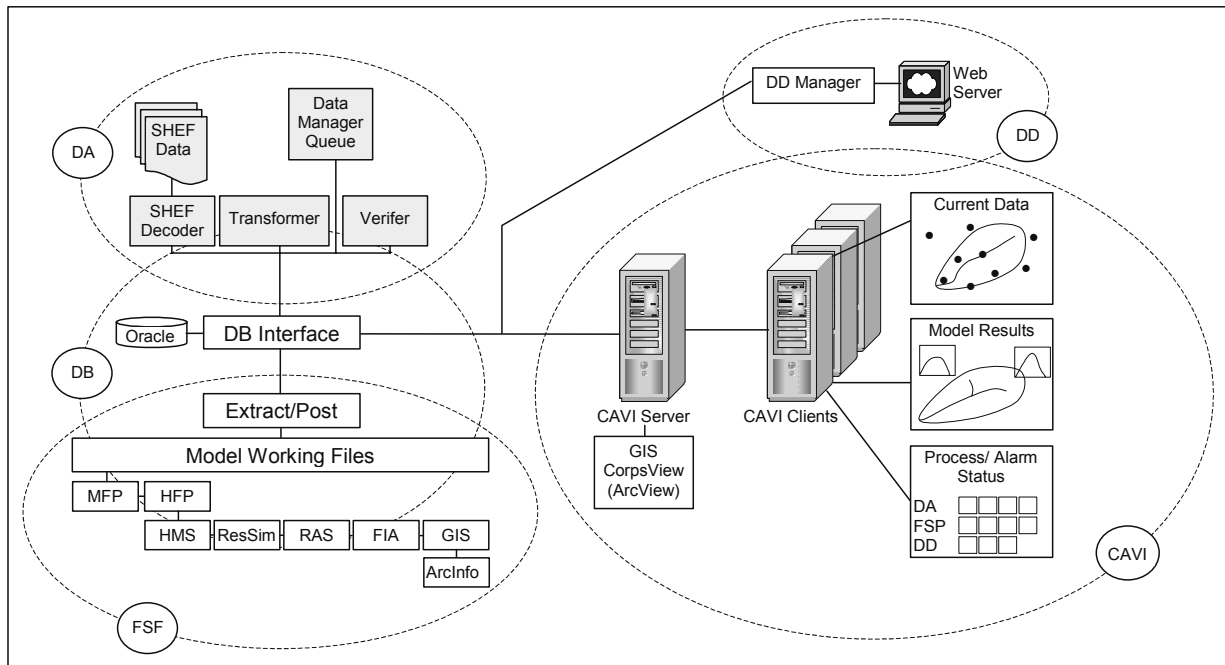 DA
SHEF
Data
Data
Manager
Queue
SHEF
Decoder
Transformer
Verifer
DD Manager
Web
Server
DD
DB
Oracle
DB Interface
Extract/Post
Model Working Files
MFP
HFP
HMS
ResSim
RAS
FIA
GIS
ArcInfo
FSF
CAVI Server
GIS
CorpsView
(ArcView)
CAVI Clients
Current Data
Model Results
Process/ Alarm
Status
DA
FSP
DD
CAVI